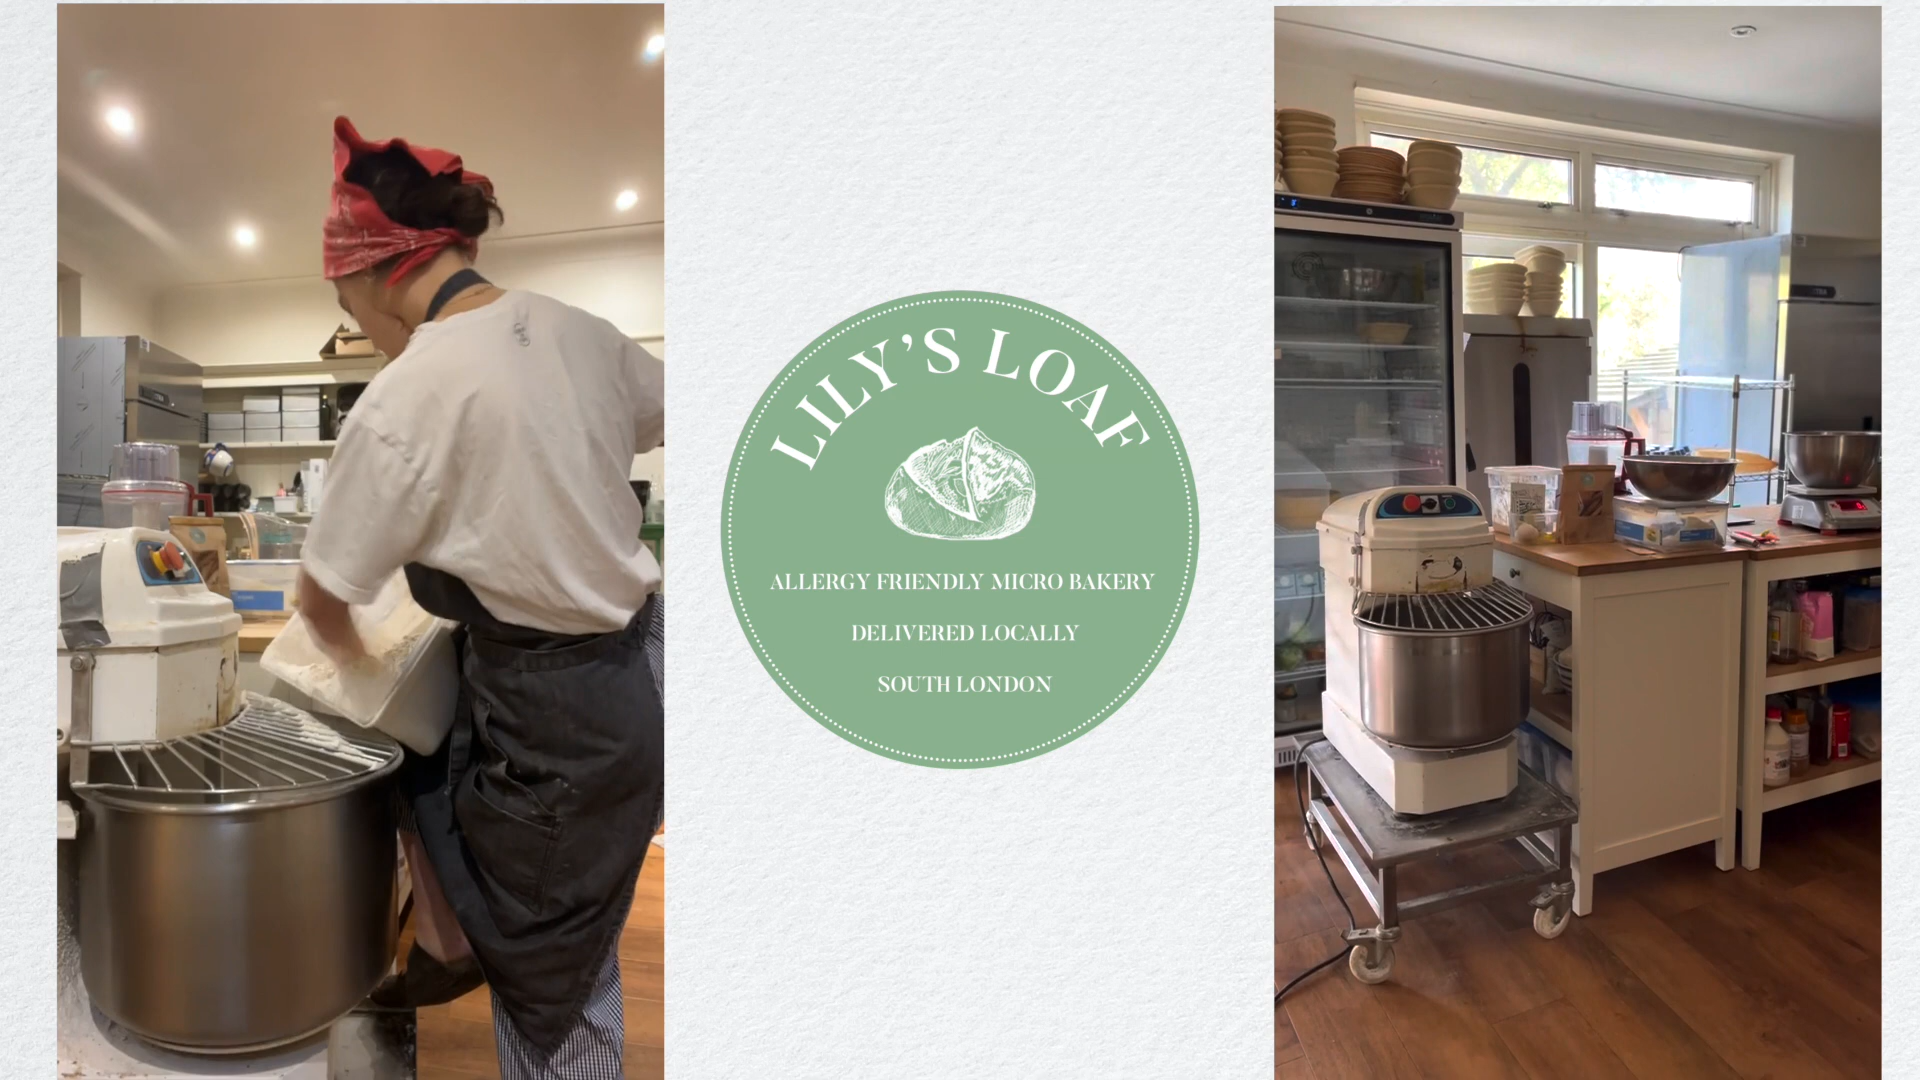 LILY'S LOAF
ALLERGY FRIENDLY MICRO BAKERY
DELIVERED LOCALLY
SOUTH LONDON